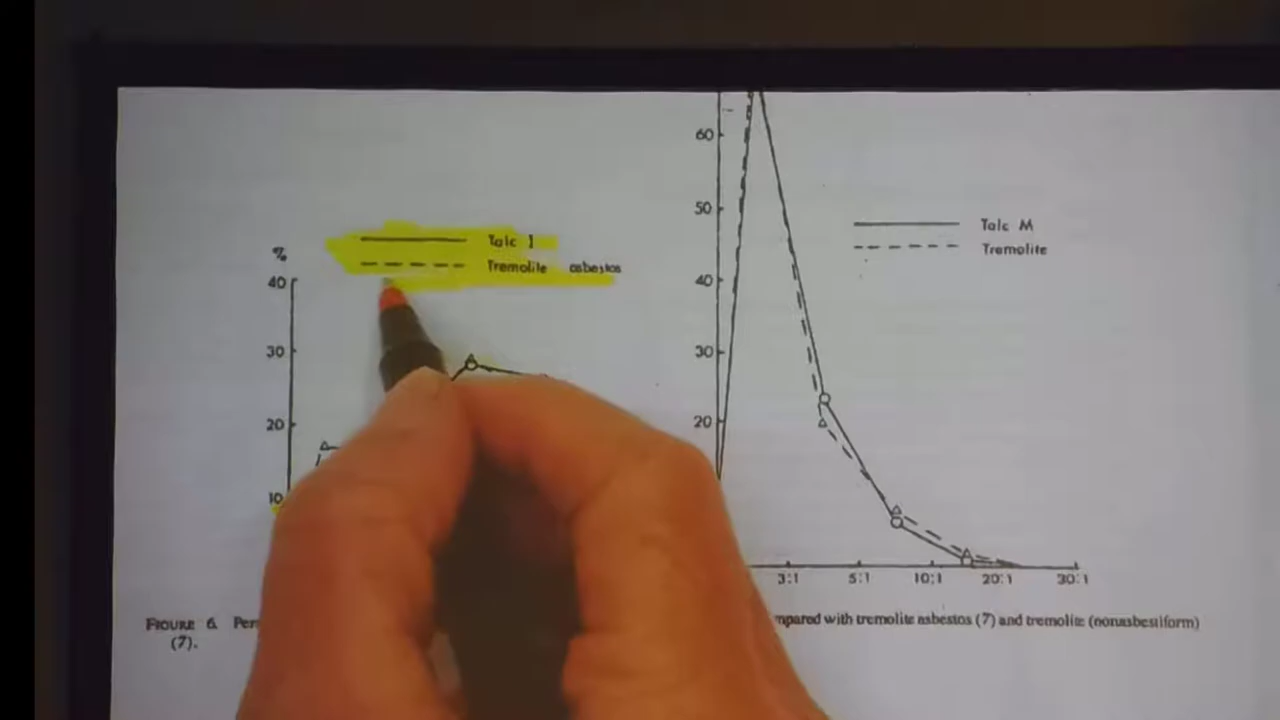 60
50
Talc M
Tremolite
Talc I
Tremolite asbestos
%
40
40
30
30
20
20
10
3:1 5:1 10:1 20:1 30:1
FIGURE 6. mpared with tremolite asbestos (7) and tremolite (nonasbestiform)
(7).